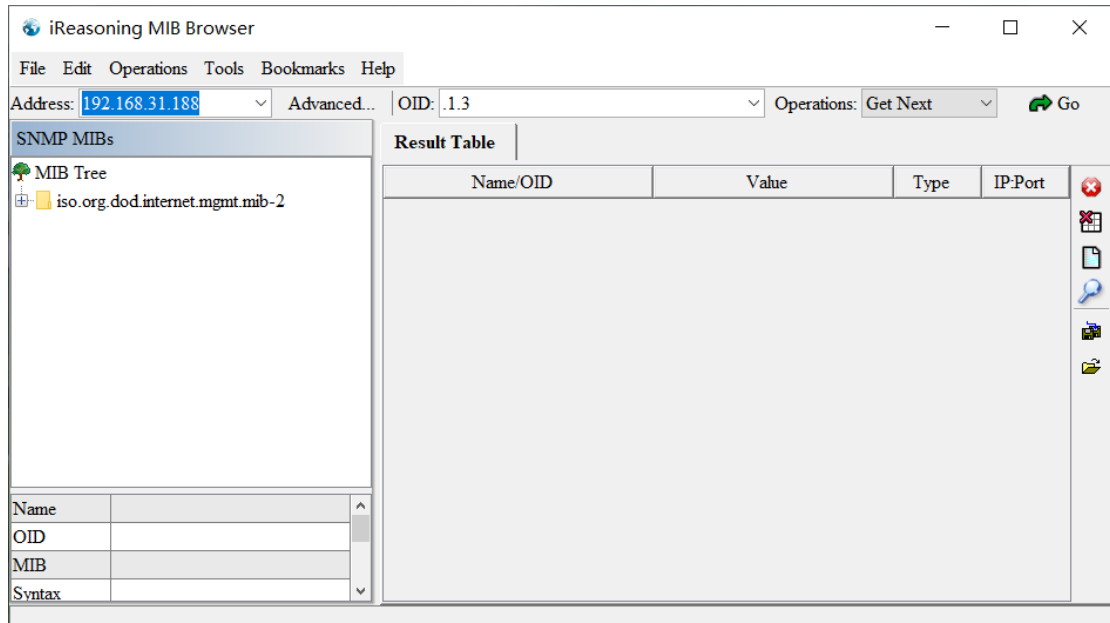 iReasoning MIB Browser
File Edit Operations Tools Bookmarks Help
Address: 192.168.31.188 Advanced... OID: .1.3 Operations: Get Next Go
SNMP MIBs
Result Table
MIB Tree
Name/OID Value Type IP:Port
iso.org.dod.internet.mgmt.mib-2
Name
OID
MIB
Syntax